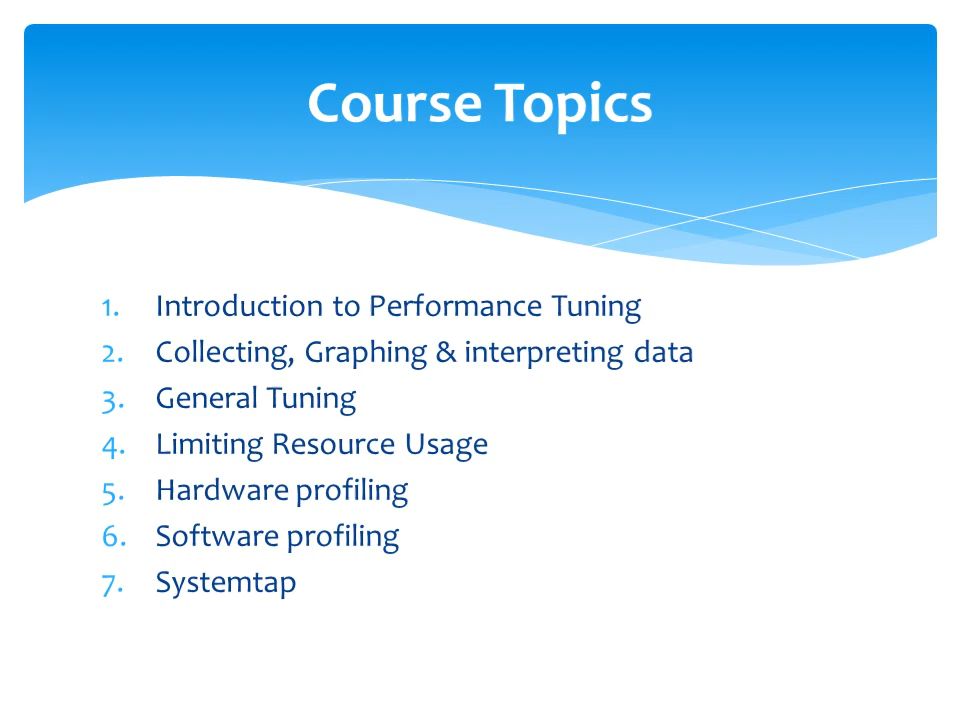 Course Topics
1. Introduction to Performance Tuning
2. Collecting, Graphing & interpreting data
3. General Tuning
4. Limiting Resource Usage
5. Hardware profiling
6. Software profiling
7. Systemtap